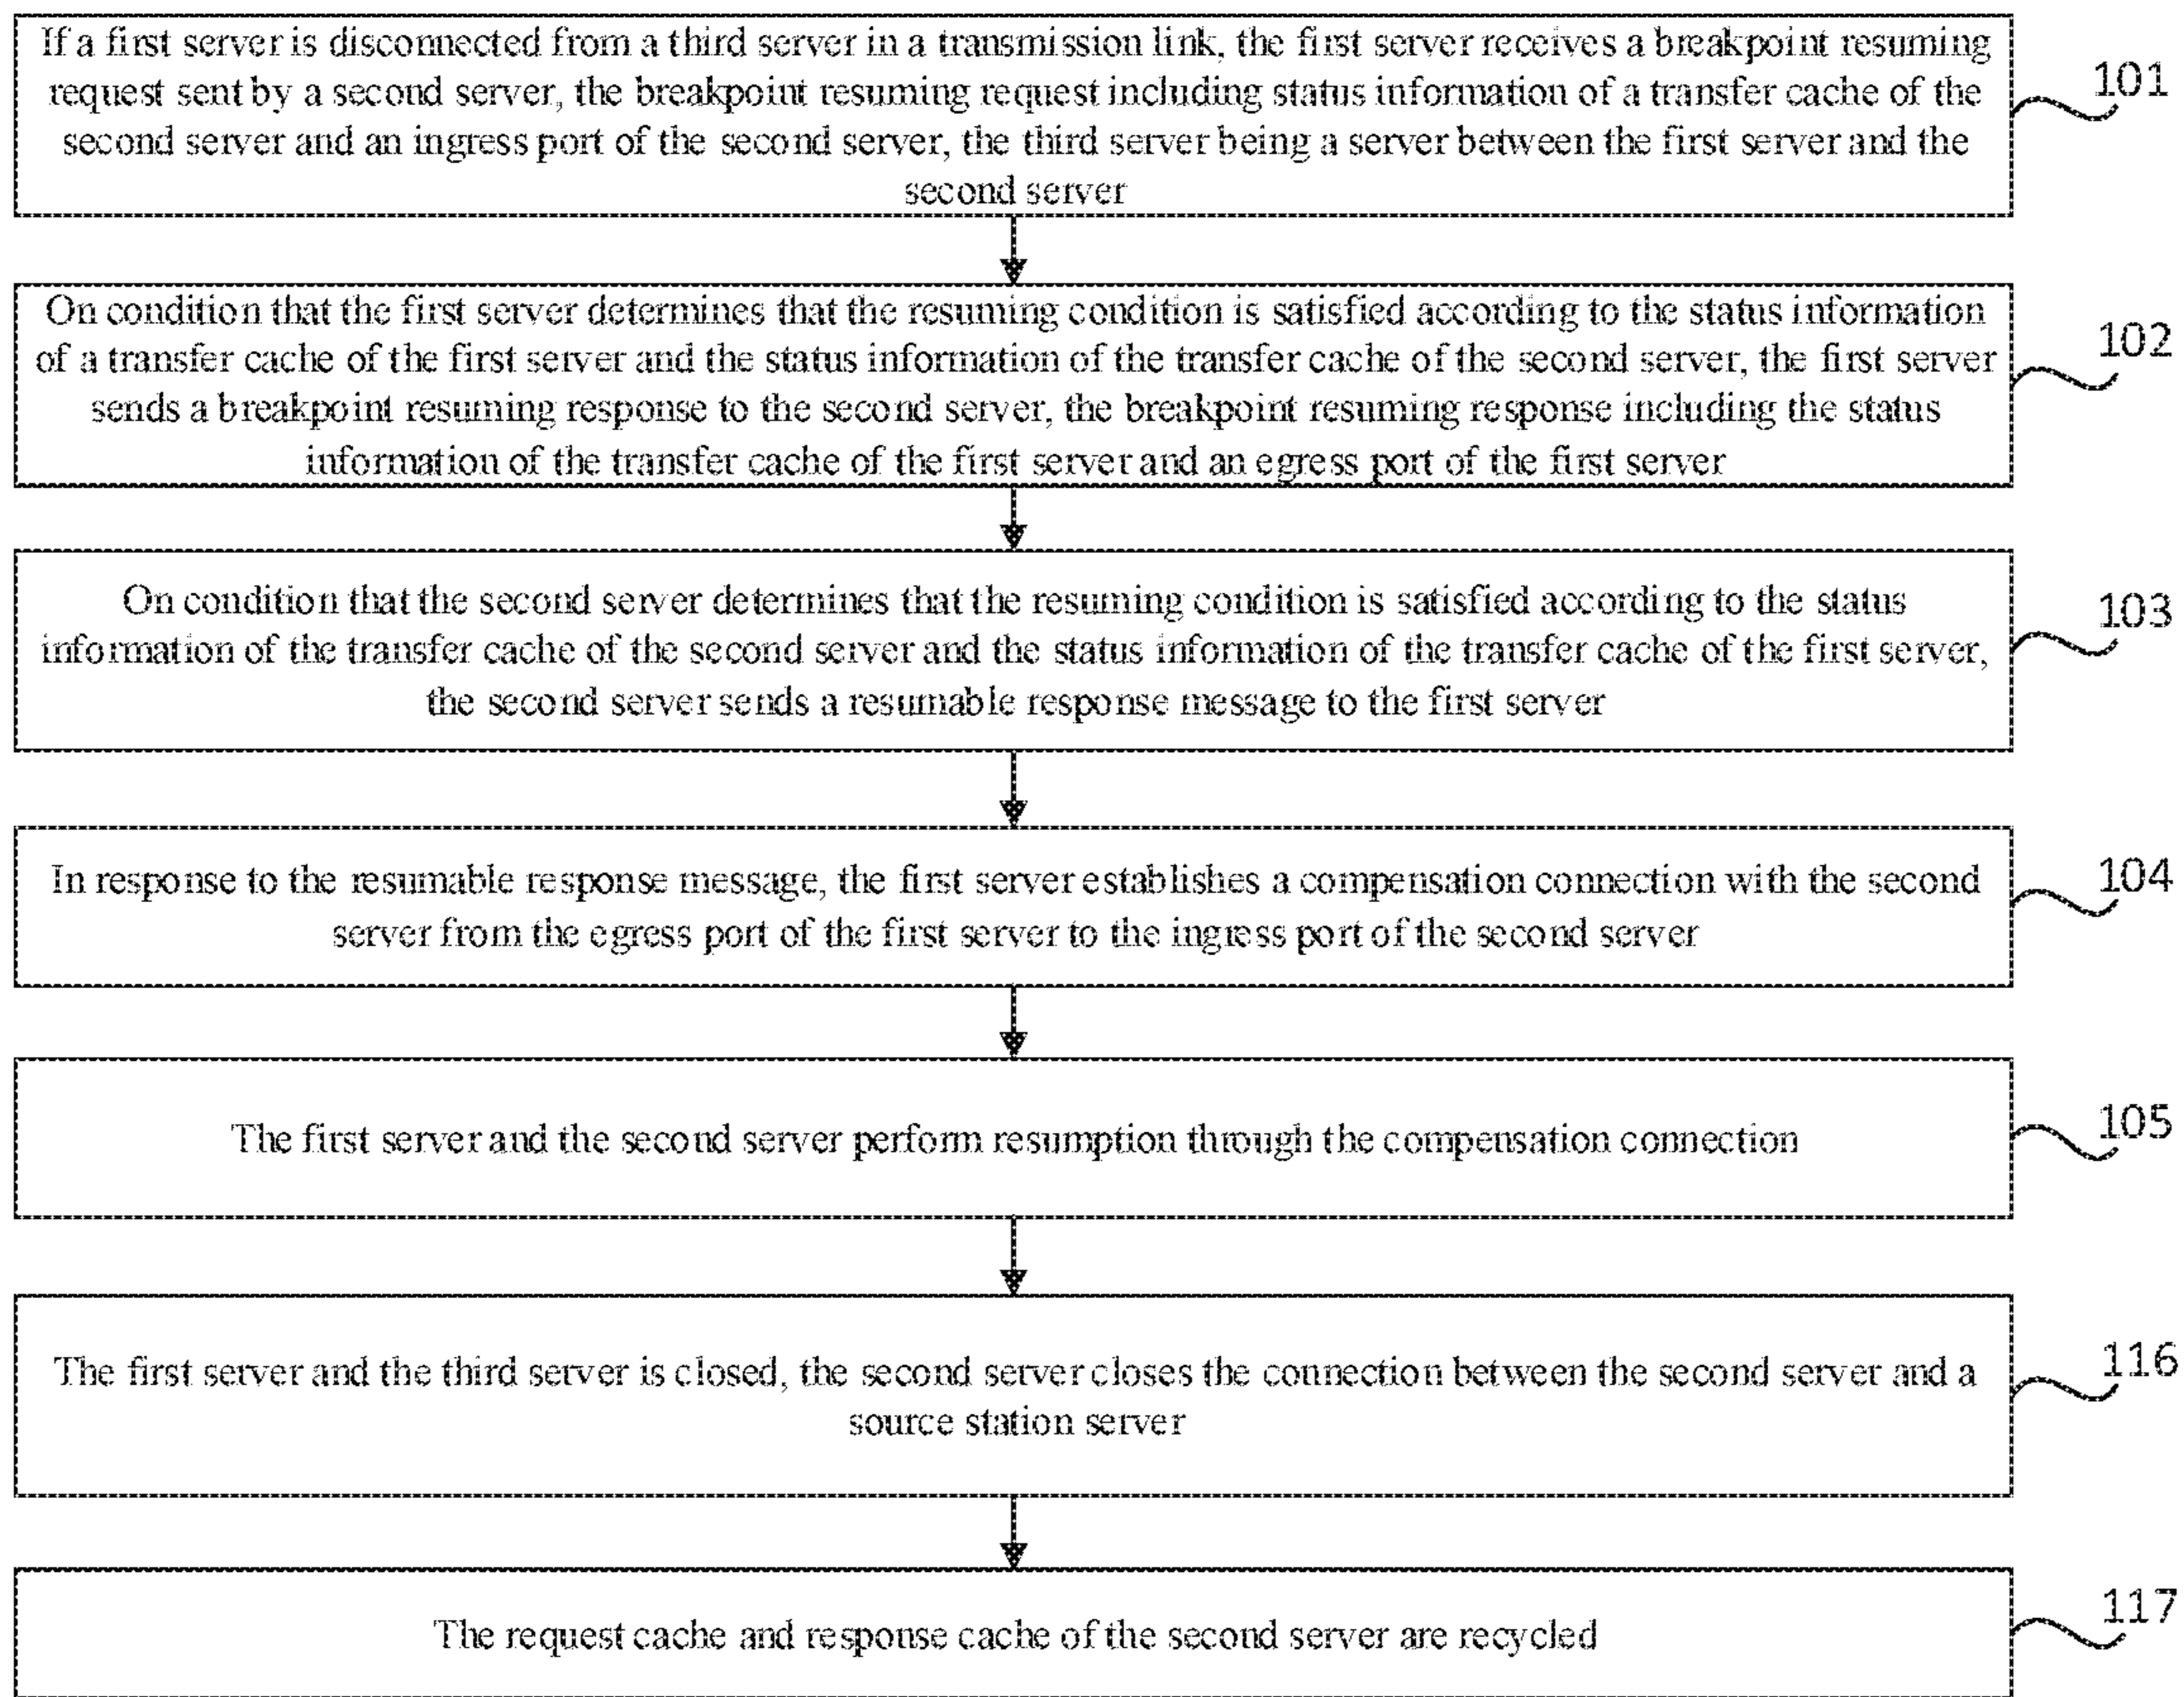 If a first server is disconnected from a third server in a transmission link, the first server receives a breakpoint resuming
request sent by a second server, the breakpoint resuming request including status information of a transfer cache of the
second server and an ingress port of the second server, the third server being a server between the first server and the
second server
101
On condition that the first server determines that the resuming condition is satisfied according to the status information
of a transfer cache of the first server and the status information of the transfer cache of the second server, the first server
sends a breakpoint resuming response to the second server, the breakpoint resuming response including the status
information of the transfer cache of the first server and an egress port of the first server
102
On condition that the second server determines that the resuming condition is satisfied according to the status
information of the transfer cache of the second server and the status information of the transfer cache of the first server,
the second server sends a resumable response message to the first server
103
In response to the resumable response message, the first server establishes a compensation connection with the second
server from the egress port of the first server to the ingress port of the second server
104
The first server and the second server perform resumption through the compensation connection
105
The first server and the third server is closed, the second server closes the connection between the second server and a
source station server
116
The request cache and response cache of the second server are recycled
117